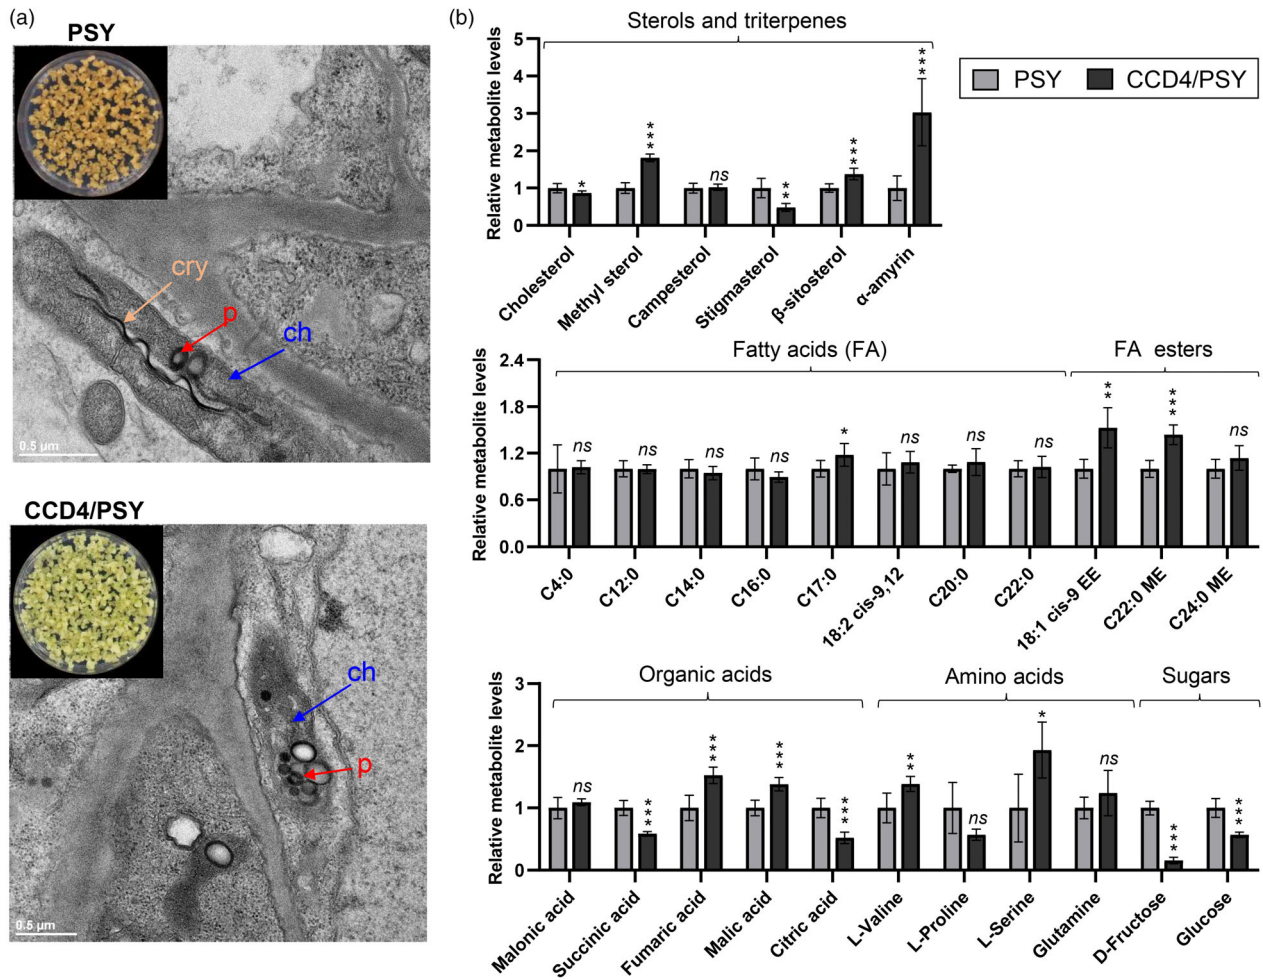 (a)
PSY
cry
p
ch
0.5 µm
CCD4/PSY
ch
p
0.5 µm
(b)
Sterols and triterpenes
PSY CCD4/PSY
Relative metabolite levels
5
4
3
2
1
0
* *** ns ** *** ***
Cholesterol
Methyl sterol
Campesterol
Stigmasterol
β-sitosterol
α-amyrin
Fatty acids (FA) FA esters
Relative metabolite levels
2.4
1.8
1.2
0.6
0.0
ns ns ns ns * ns ns ns ** *** ns
C4:0
C12:0
C14:0
C16:0
C17:0
18:2 cis-9,12
C20:0
C22:0
18:1 cis-9 EE
C22:0 ME
C24:0 ME
Organic acids Amino acids Sugars
Relative metabolite levels
3
2
1
0
ns *** *** *** *** ** ns * ns *** ***
Malonic acid
Succinic acid
Fumaric acid
Malic acid
Citric acid
L-Valine
L-Proline
L-Serine
Glutamine
D-Fructose
Glucose